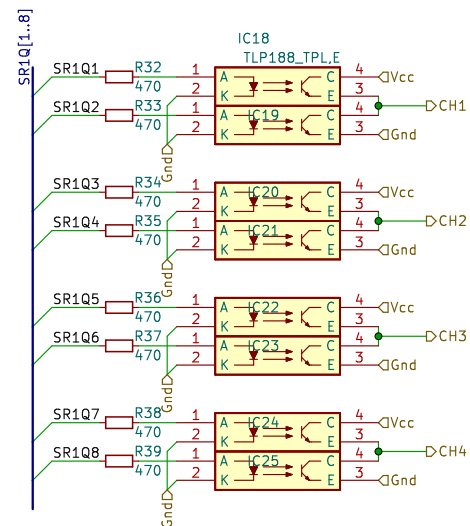 SR1Q[1..8]
IC18
TLP188_TPL,E
SR1Q1 R32 470 1 A C 4 Vcc
2 K E 3 CH1
SR1Q2 R33 470 1 A IC19 C 4
2 K E 3 Gnd
Gnd
SR1Q3 R34 470 1 A IC20 C 4 Vcc
2 K E 3 CH2
SR1Q4 R35 470 1 A IC21 C 4
2 K E 3 Gnd
Gnd
SR1Q5 R36 470 1 A IC22 C 4 Vcc
2 K E 3 CH3
SR1Q6 R37 470 1 A IC23 C 4
2 K E 3 Gnd
Gnd
SR1Q7 R38 470 1 A IC24 C 4 Vcc
2 K E 3 CH4
SR1Q8 R39 470 1 A IC25 C 4
2 K E 3 Gnd
Gnd